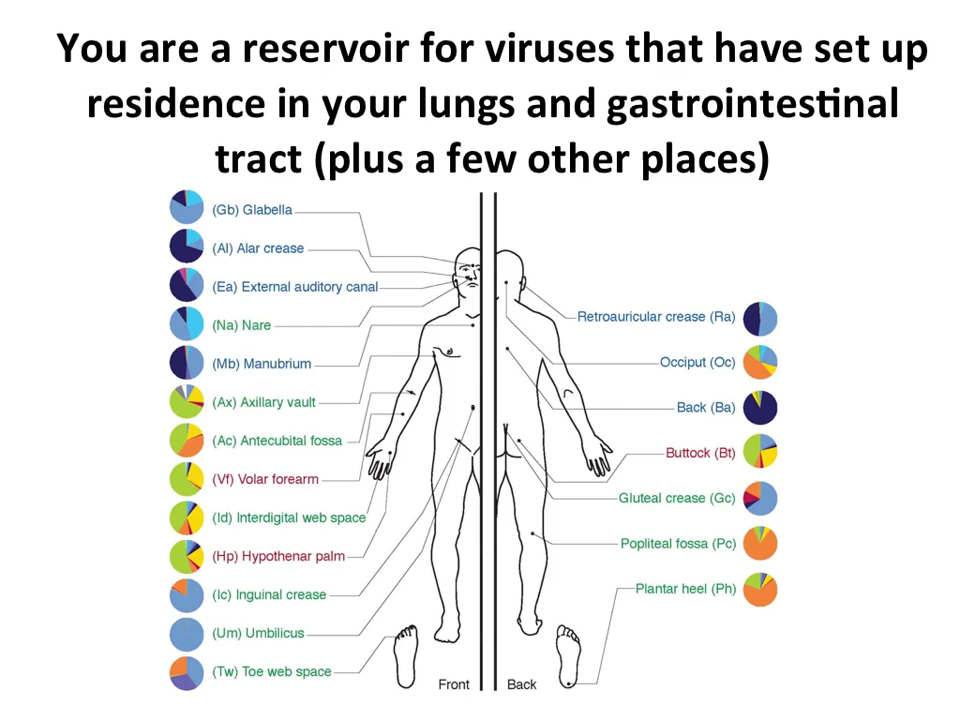 You are a reservoir for viruses that have set up
residence in your lungs and gastrointestinal
tract (plus a few other places)
(Gb) Glabella
(Al) Alar crease
(Ea) External auditory canal
(Na) Nare
(Mb) Manubrium
(Ax) Axillary vault
(Ac) Antecubital fossa
(Vf) Volar forearm
(Id) Interdigital web space
(Hp) Hypothenar palm
(Ic) Inguinal crease
(Um) Umbilicus
(Tw) Toe web space
Retroauricular crease (Ra)
Occiput (Oc)
Back (Ba)
Buttock (Bt)
Gluteal crease (Gc)
Popliteal fossa (Pc)
Plantar heel (Ph)
Front
Back